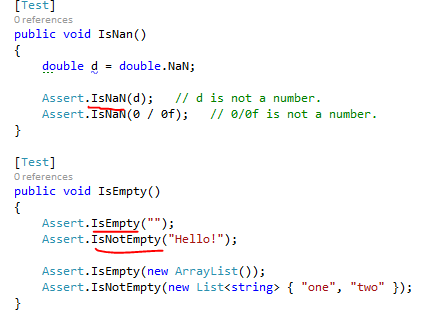 [Test]
0 references
public void IsNan()
{
double d = double.NaN;
Assert.IsNaN(d); // d is not a number.
Assert.IsNaN(0 / 0f); // 0/0f is not a number.
}
[Test]
0 references
public void IsEmpty()
{
Assert.IsEmpty("");
Assert.IsNotEmpty("Hello!");
Assert.IsEmpty(new ArrayList());
Assert.IsNotEmpty(new List<string> { "one", "two" });
}